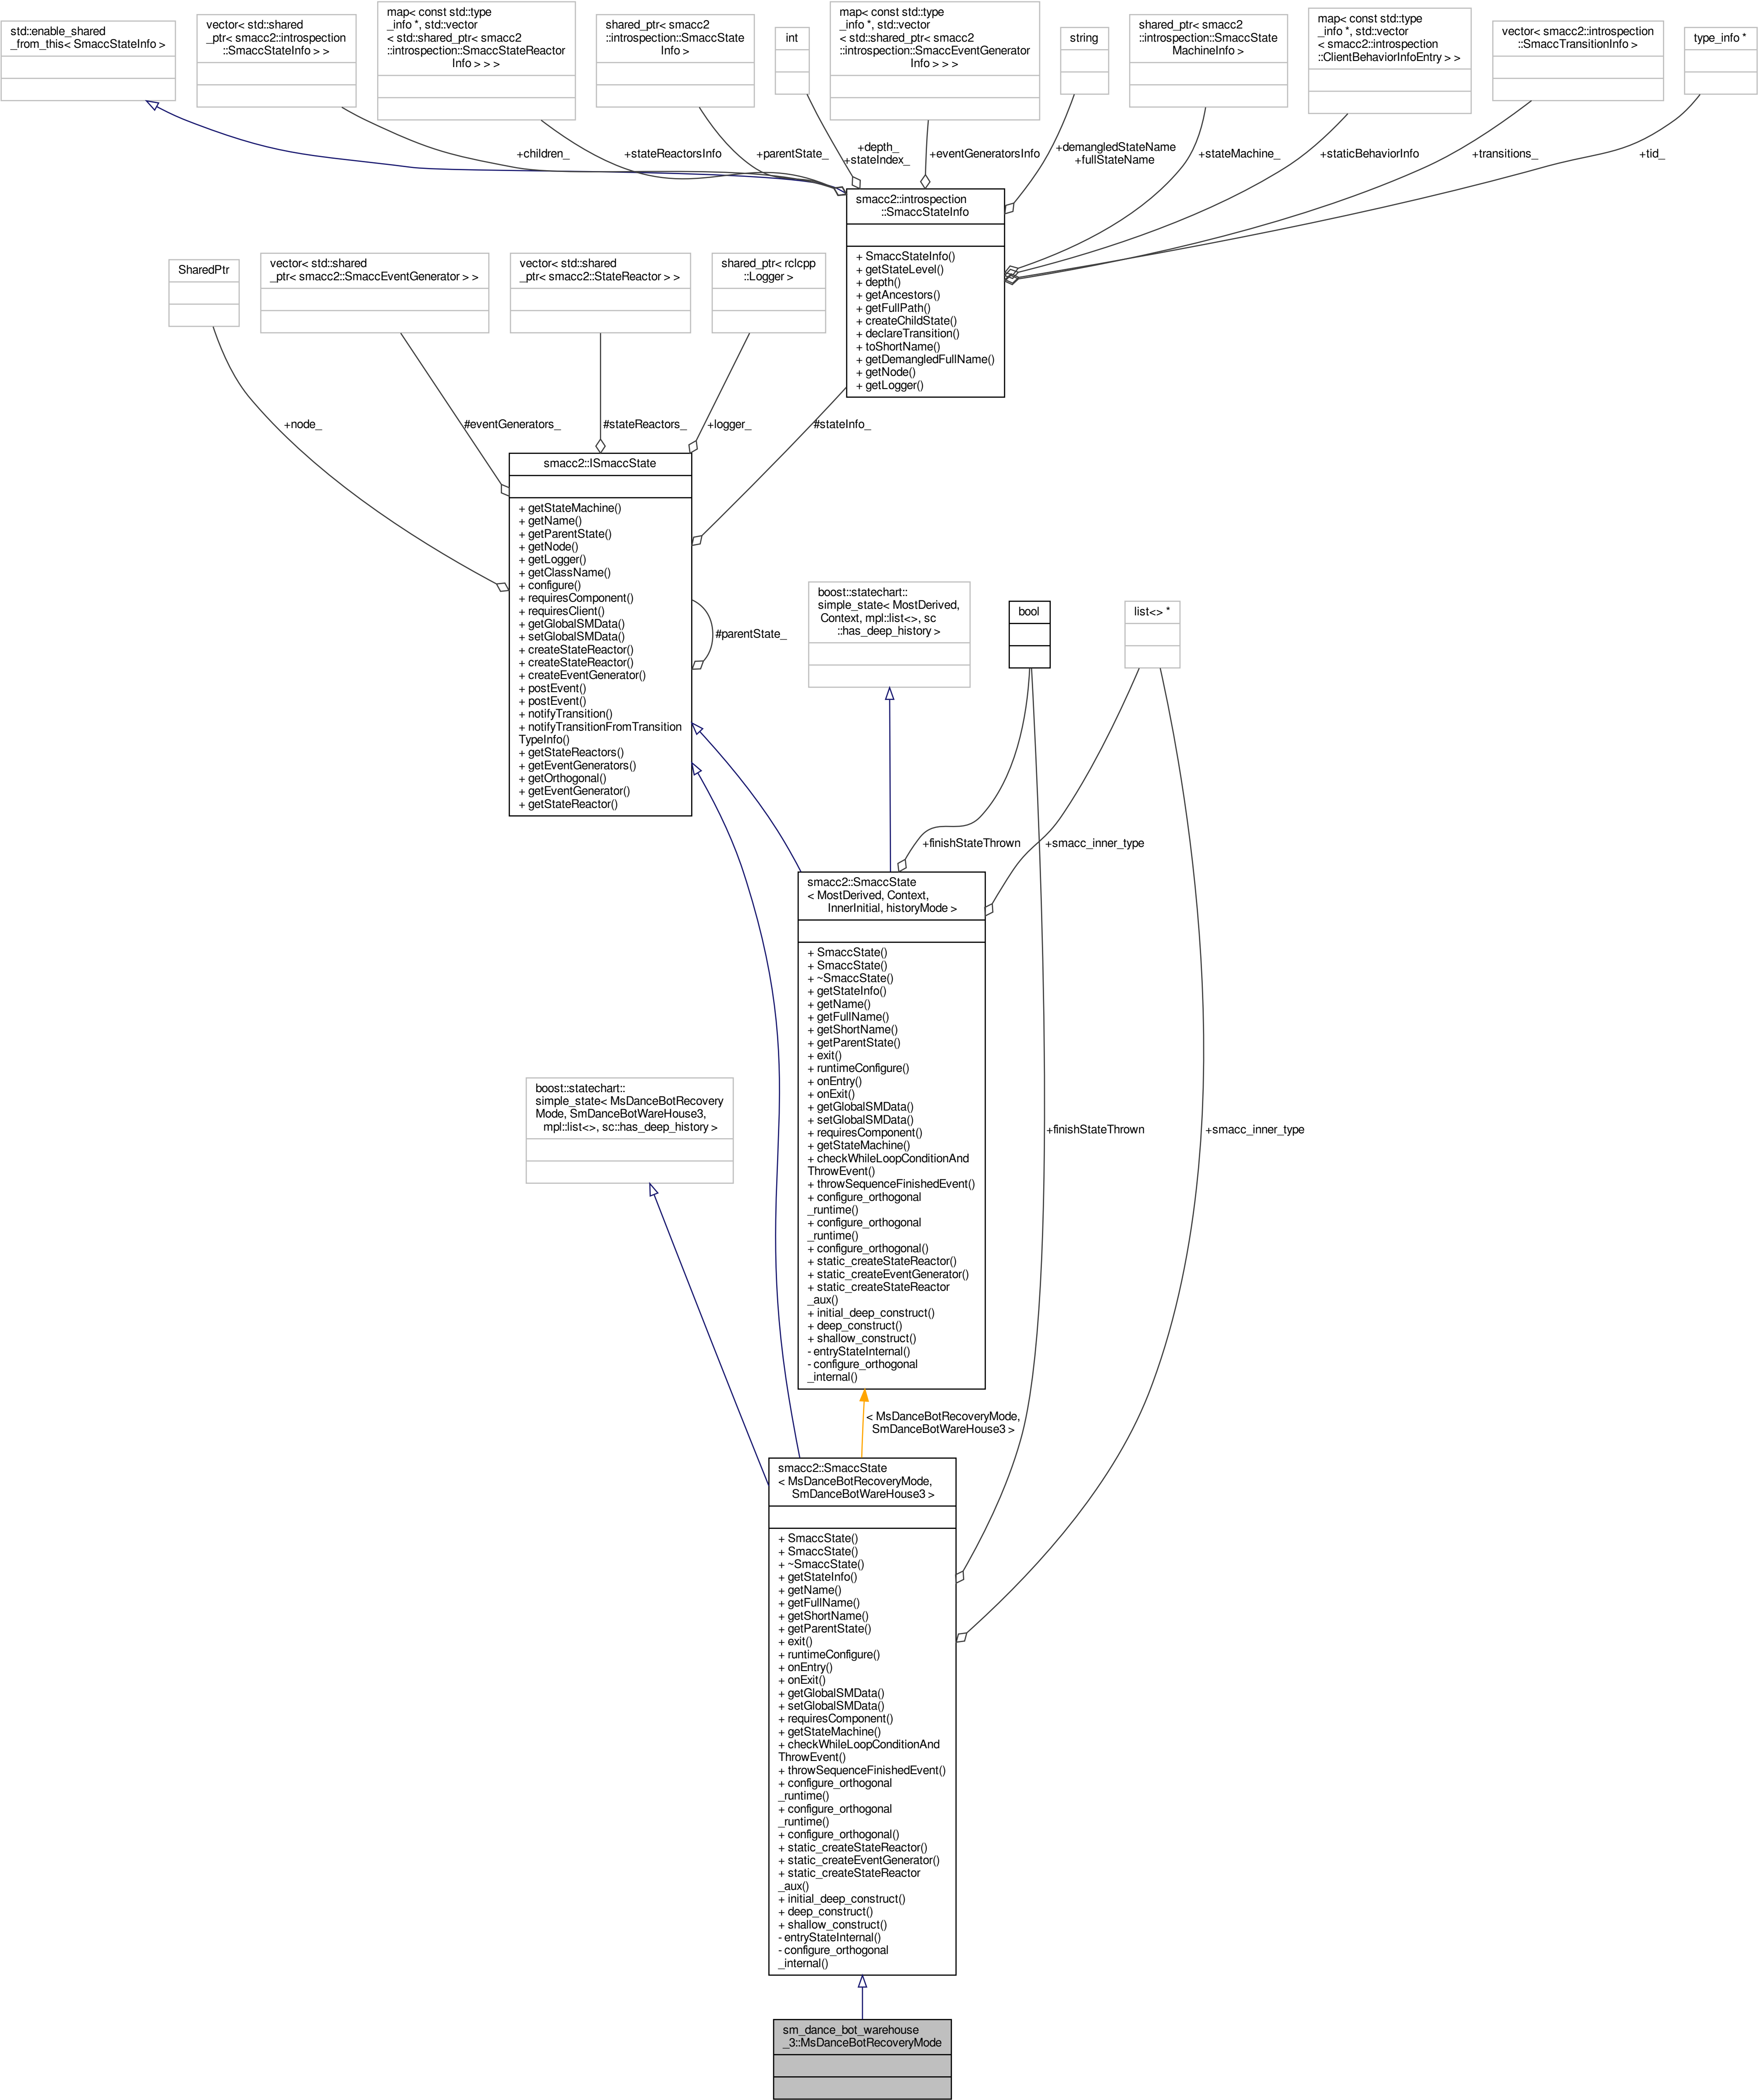 std::enable_shared
_from_this< SmaccStateInfo >
vector< std::shared
_ptr< smacc2::introspection
::SmaccStateInfo > >
map< const std::type
_info *, std::vector
< std::shared_ptr< smacc2
::introspection::SmaccStateReactor
Info > > >
shared_ptr< smacc2
::introspection::SmaccState
Info >
int
map< const std::type
_info *, std::vector
< std::shared_ptr< smacc2
::introspection::SmaccEventGenerator
Info > > >
string
shared_ptr< smacc2
::introspection::SmaccState
MachineInfo >
map< const std::type
_info *, std::vector
< smacc2::introspection
::ClientBehaviorInfoEntry > >
vector< smacc2::introspection
::SmaccTransitionInfo >
type_info *
+children_
+stateReactorsInfo
+parentState_
+depth_
+stateIndex_
+eventGeneratorsInfo
+demangledStateName
+fullStateName
+stateMachine_
+staticBehaviorInfo
+transitions_
+tid_
smacc2::introspection
::SmaccStateInfo
+ SmaccStateInfo()
+ getStateLevel()
+ depth()
+ getAncestors()
+ getFullPath()
+ createChildState()
+ declareTransition()
+ toShortName()
+ getDemangledFullName()
+ getNode()
+ getLogger()
SharedPtr
vector< std::shared
_ptr< smacc2::SmaccEventGenerator > >
vector< std::shared
_ptr< smacc2::StateReactor > >
shared_ptr< rclcpp
::Logger >
+node_
#eventGenerators_
#stateReactors_
+logger_
#stateInfo_
smacc2::ISmaccState
+ getStateMachine()
+ getName()
+ getParentState()
+ getNode()
+ getLogger()
+ getClassName()
+ configure()
+ requiresComponent()
+ requiresClient()
+ getGlobalSMData()
+ setGlobalSMData()
+ createStateReactor()
+ createStateReactor()
+ createEventGenerator()
+ postEvent()
+ postEvent()
+ notifyTransition()
+ notifyTransitionFromTransition
TypeInfo()
+ getStateReactors()
+ getEventGenerators()
+ getOrthogonal()
+ getEventGenerator()
+ getStateReactor()
#parentState_
boost::statechart::
simple_state< MostDerived,
Context, mpl::list<>, sc
::has_deep_history >
bool
list<> *
+finishStateThrown
+smacc_inner_type
smacc2::SmaccState
< MostDerived, Context,
InnerInitial, historyMode >
+ SmaccState()
+ SmaccState()
+ ~SmaccState()
+ getStateInfo()
+ getName()
+ getFullName()
+ getShortName()
+ getParentState()
+ exit()
+ runtimeConfigure()
+ onEntry()
+ onExit()
+ getGlobalSMData()
+ setGlobalSMData()
+ requiresComponent()
+ getStateMachine()
+ checkWhileLoopConditionAnd
ThrowEvent()
+ throwSequenceFinishedEvent()
+ configure_orthogonal
_runtime()
+ configure_orthogonal
_runtime()
+ configure_orthogonal()
+ static_createStateReactor()
+ static_createEventGenerator()
+ static_createStateReactor
_aux()
+ initial_deep_construct()
+ deep_construct()
+ shallow_construct()
- entryStateInternal()
- configure_orthogonal
_internal()
boost::statechart::
simple_state< MsDanceBotRecovery
Mode, SmDanceBotWareHouse3,
mpl::list<>, sc::has_deep_history >
+finishStateThrown
+smacc_inner_type
< MsDanceBotRecoveryMode,
SmDanceBotWareHouse3 >
smacc2::SmaccState
< MsDanceBotRecoveryMode,
SmDanceBotWareHouse3 >
+ SmaccState()
+ SmaccState()
+ ~SmaccState()
+ getStateInfo()
+ getName()
+ getFullName()
+ getShortName()
+ getParentState()
+ exit()
+ runtimeConfigure()
+ onEntry()
+ onExit()
+ getGlobalSMData()
+ setGlobalSMData()
+ requiresComponent()
+ getStateMachine()
+ checkWhileLoopConditionAnd
ThrowEvent()
+ throwSequenceFinishedEvent()
+ configure_orthogonal
_runtime()
+ configure_orthogonal
_runtime()
+ configure_orthogonal()
+ static_createStateReactor()
+ static_createEventGenerator()
+ static_createStateReactor
_aux()
+ initial_deep_construct()
+ deep_construct()
+ shallow_construct()
- entryStateInternal()
- configure_orthogonal
_internal()
sm_dance_bot_warehouse
_3::MsDanceBotRecoveryMode